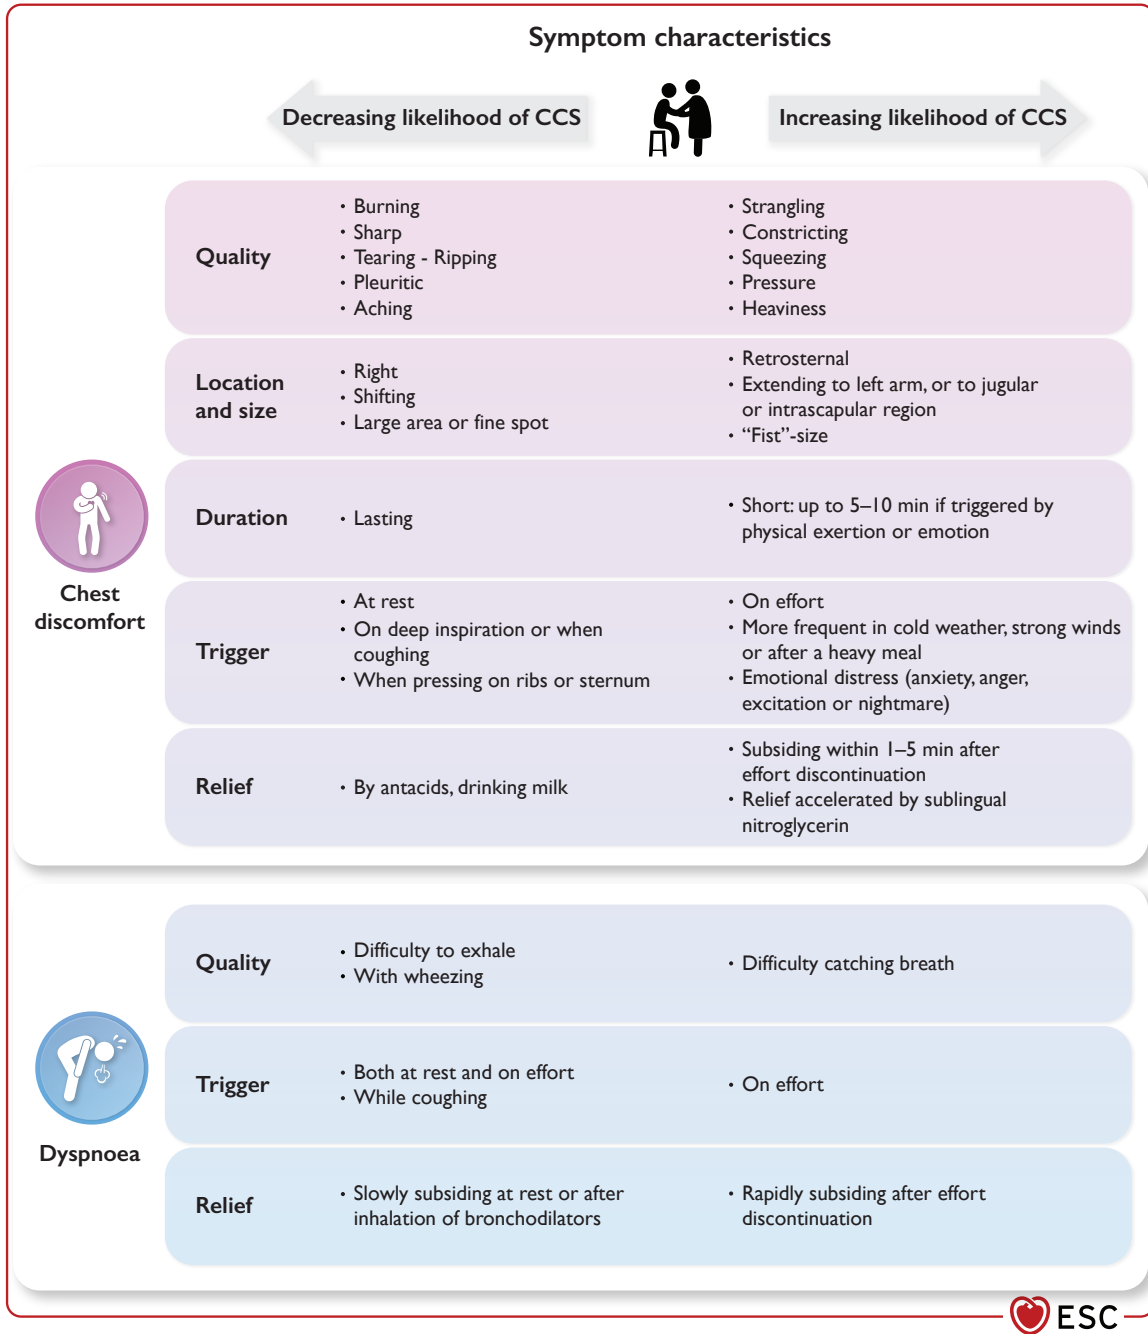 Symptom characteristics
Decreasing likelihood of CCS
Increasing likelihood of CCS
Chest
discomfort
Quality
• Burning
• Sharp
• Tearing - Ripping
• Pleuritic
• Aching
• Strangling
• Constricting
• Squeezing
• Pressure
• Heaviness
Location
and size
• Right
• Shifting
• Large area or fine spot
• Retrosternal
• Extending to left arm, or to jugular
or intrascapular region
• “Fist”-size
Duration
• Lasting
• Short: up to 5–10 min if triggered by
physical exertion or emotion
Trigger
• At rest
• On deep inspiration or when
coughing
• When pressing on ribs or sternum
• On effort
• More frequent in cold weather, strong winds
or after a heavy meal
• Emotional distress (anxiety, anger,
excitation or nightmare)
Relief
• By antacids, drinking milk
• Subsiding within 1–5 min after
effort discontinuation
• Relief accelerated by sublingual
nitroglycerin
Dyspnoea
Quality
• Difficulty to exhale
• With wheezing
• Difficulty catching breath
Trigger
• Both at rest and on effort
• While coughing
• On effort
Relief
• Slowly subsiding at rest or after
inhalation of bronchodilators
• Rapidly subsiding after effort
discontinuation
ESC